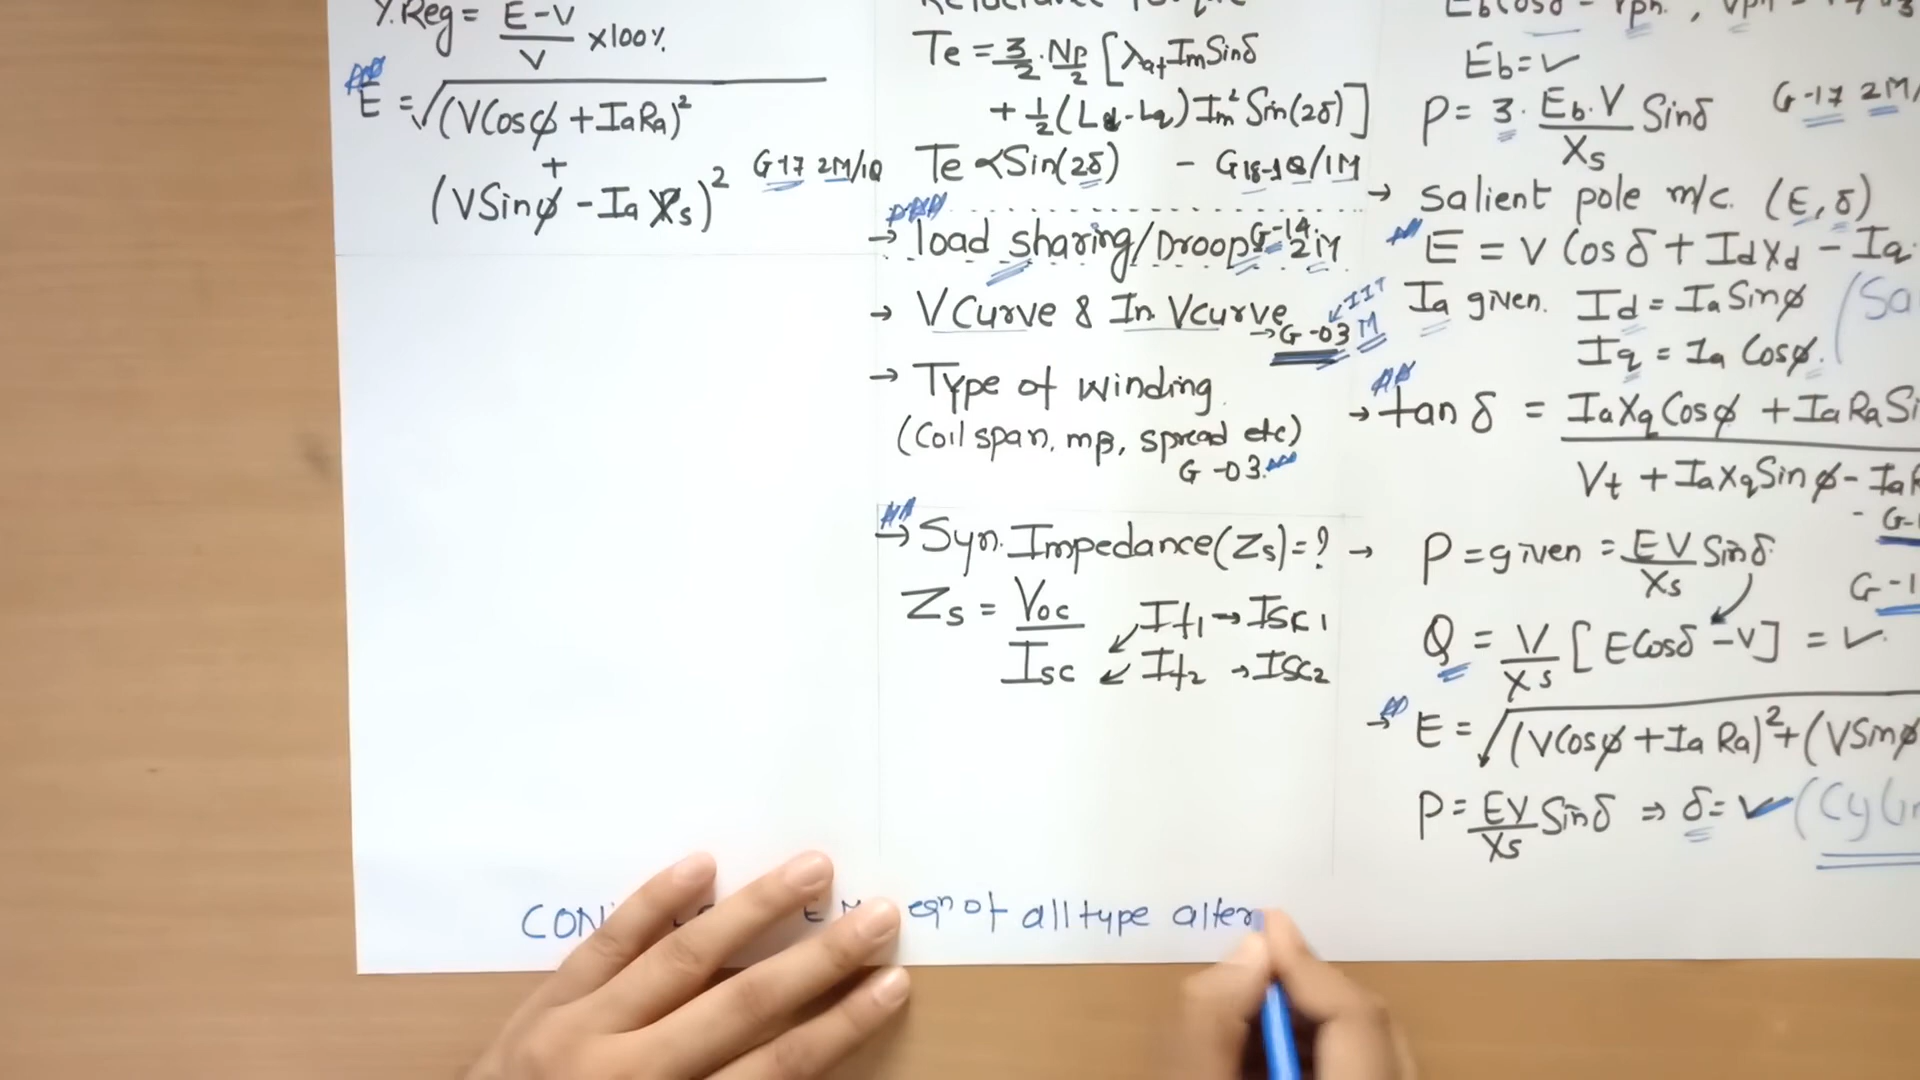 %.Reg = E-V / V ×100%
E = √(VCosφ + IaRa)²
+
(VSinφ - IaXs)² G17 2M/1Q
Te = 3/2 · Np/2 [λaf Im Sinδ
+ 1/2 (Ld-Lq) Im² Sin(2δ)]
Te ∝ Sin(2δ) - G18-1Q/1M
→ load sharing/Droop G-14 2M
→ V Curve & In Vcurve
→ G-03 M IIT
→ Type of winding
(Coil span, mβ, spread etc)
G-03
→ Syn. Impedance(Zs)=?
Zs = Voc / Isc
If1 → Isc1
If2 → Isc2
Eb = ✓
P = 3 · Eb·V / Xs Sinδ G-17 2M/
→ Salient pole m/c. (E, δ)
E = V Cosδ + IdXd - Iq
Ia given. Id = Ia Sinφ
Iq = Ia Cosφ.
→ tan δ = IaXq Cosφ + IaRa Si
Vt + IaXq Sinφ - Ia
→ P = given = EV / Xs Sinδ
Q = V / Xs [ECosδ - V] = ✓
→ E = √(VCosφ + Ia Ra)² + (VSinφ
P = EV / Xs Sinδ ⇒ δ = ✓
eqn of all type alter